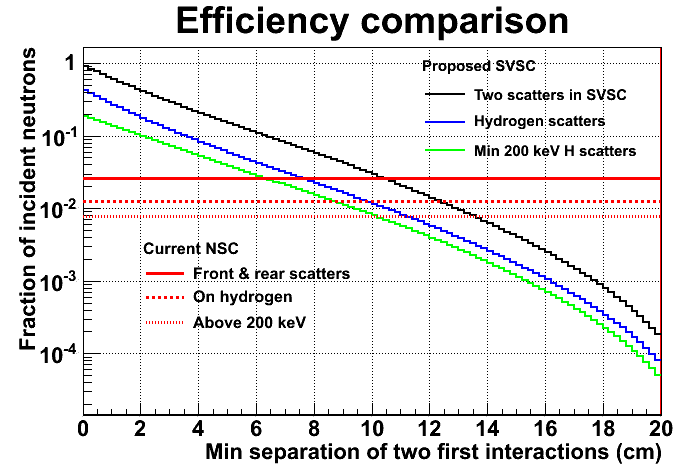 Efficiency comparison
Fraction of incident neutrons
1
10^-1
10^-2
10^-3
10^-4
Proposed SVSC
Two scatters in SVSC
Hydrogen scatters
Min 200 keV H scatters
Current NSC
Front & rear scatters
On hydrogen
Above 200 keV
0 2 4 6 8 10 12 14 16 18 20
Min separation of two first interactions (cm)